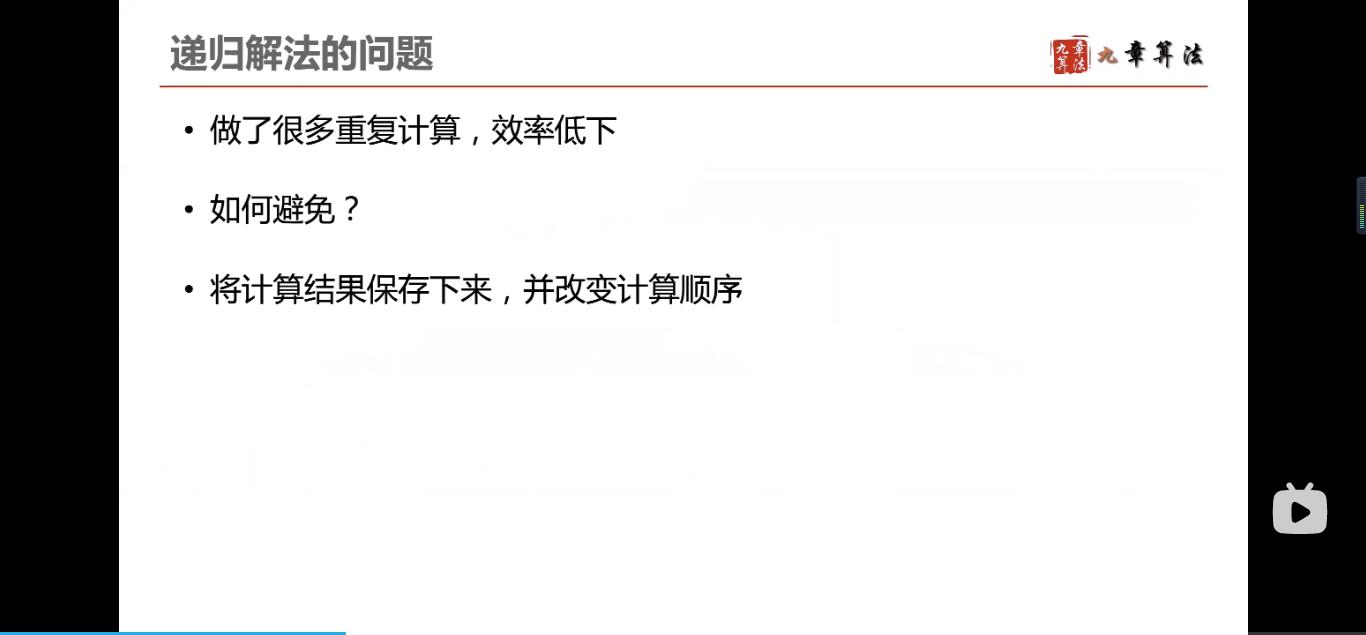 递归解法的问题
九章算法
九章算法
• 做了很多重复计算，效率低下
• 如何避免？
• 将计算结果保存下来，并改变计算顺序